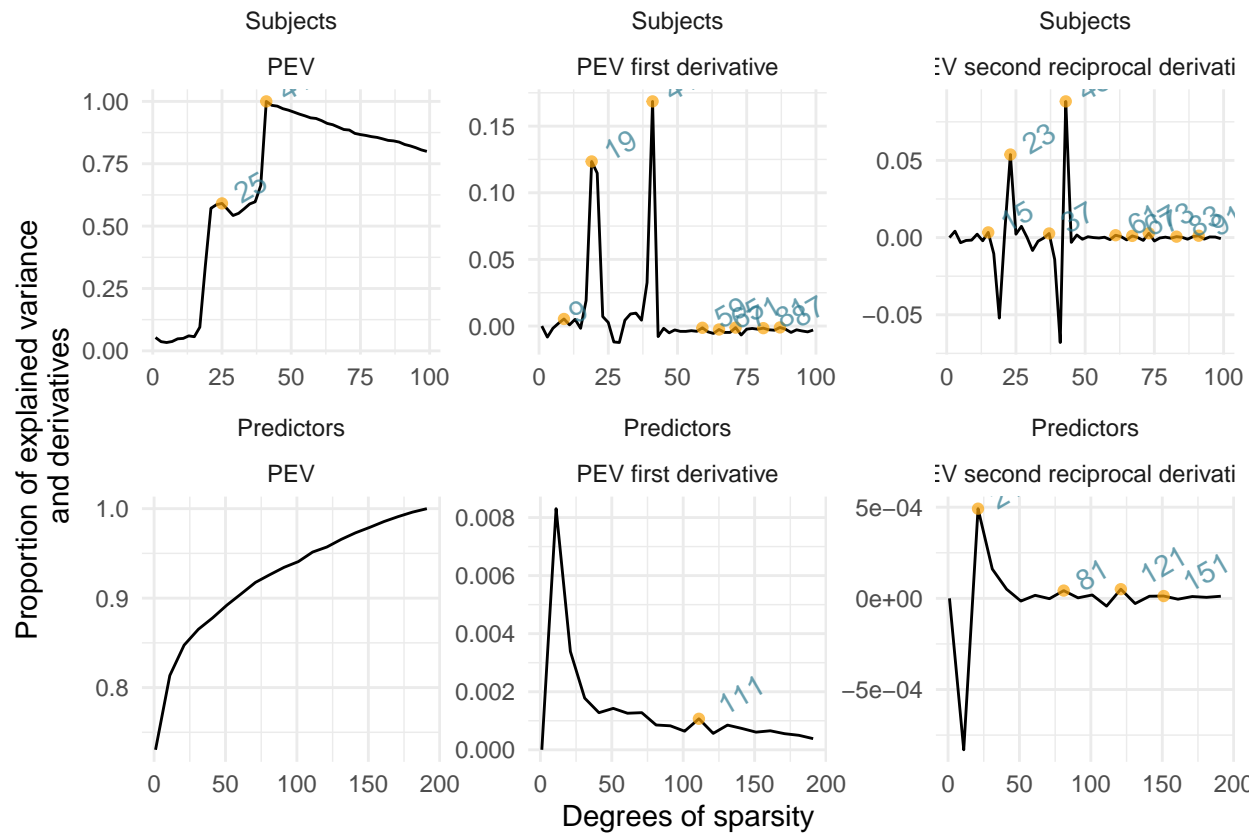 Subjects
PEV
1.00
0.75
0.50
0.25
0.00
25
0 25 50 75 100
Subjects
PEV first derivative
0.15
0.10
0.05
0.00
9
19
87
0 25 50 75 100
Subjects
EV second reciprocal derivati
0.05
0.00
−0.05
15
23
37
61
67
73
83
91
0 25 50 75 100
Predictors
PEV
1.0
0.9
0.8
0 50 100 150 200
Predictors
PEV first derivative
0.008
0.006
0.004
0.002
0.000
111
0 50 100 150 200
Predictors
EV second reciprocal derivati
5e−04
0e+00
−5e−04
81
121
151
0 50 100 150 200
Proportion of explained variance
and derivatives
Degrees of sparsity